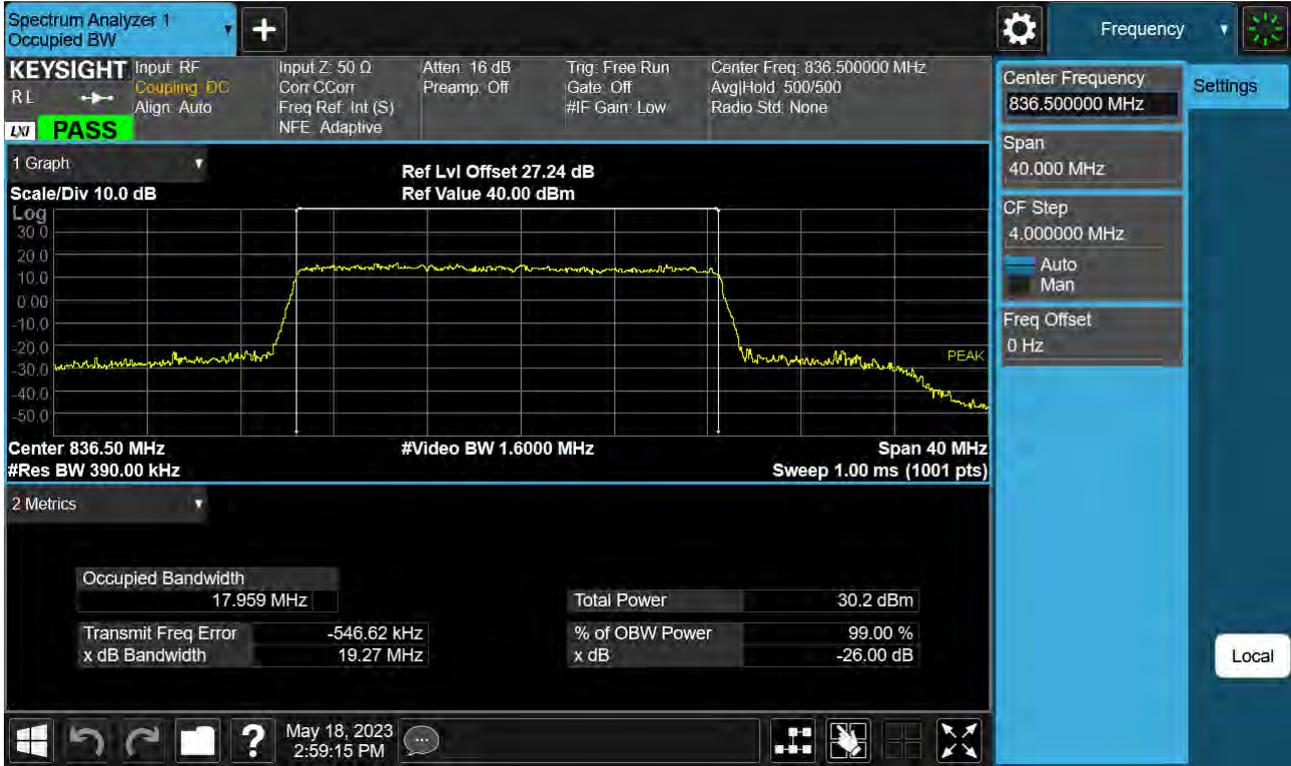 Spectrum Analyzer 1
Occupied BW
+
Frequency
KEYSIGHT
RL
LXI PASS
Input: RF
Coupling: DC
Align: Auto
Input Z: 50 Ω
Corr CCorr
Freq Ref: Int (S)
NFE: Adaptive
Atten: 16 dB
Preamp: Off
Trig: Free Run
Gate: Off
#IF Gain: Low
Center Freq: 836.500000 MHz
Avg|Hold: 500/500
Radio Std: None
1 Graph
Scale/Div 10.0 dB
Ref Lvl Offset 27.24 dB
Ref Value 40.00 dBm
Log
30.0
20.0
10.0
0.00
-10.0
-20.0
-30.0
-40.0
-50.0
PEAK
Center 836.50 MHz
#Video BW 1.6000 MHz
Span 40 MHz
#Res BW 390.00 kHz
Sweep 1.00 ms (1001 pts)
2 Metrics
Occupied Bandwidth
17.959 MHz
Total Power 30.2 dBm
Transmit Freq Error -546.62 kHz
% of OBW Power 99.00 %
x dB Bandwidth 19.27 MHz
x dB -26.00 dB
Center Frequency
836.500000 MHz
Settings
Span
40.000 MHz
CF Step
4.000000 MHz
Auto
Man
Freq Offset
0 Hz
Local
?
May 18, 2023
2:59:15 PM